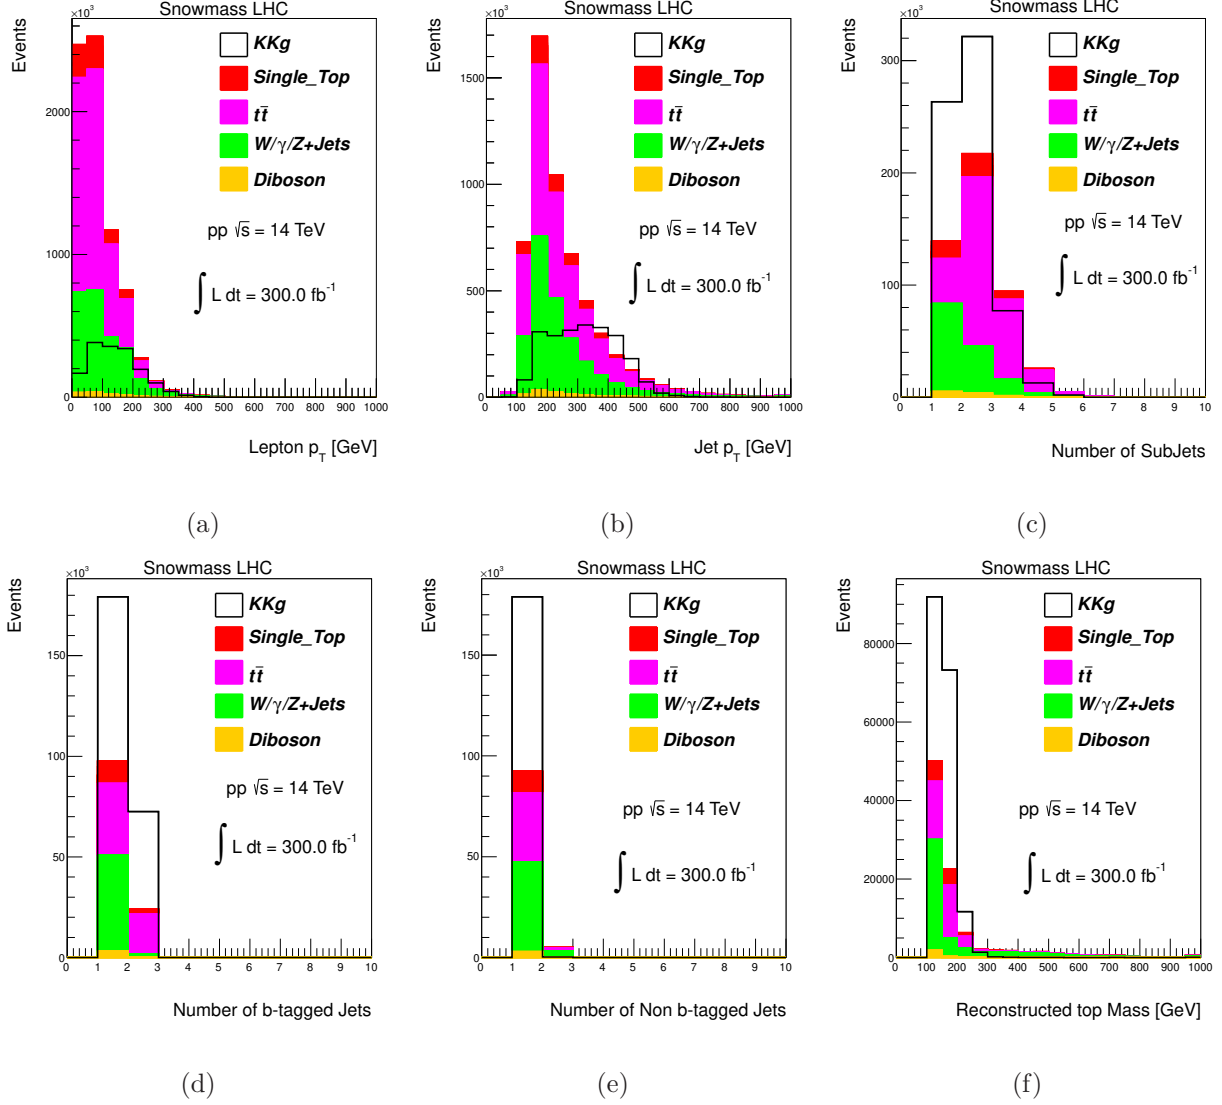 Snowmass LHC
×10³
Events
KKg
Single_Top
tt̄
W/γ/Z+Jets
Diboson
pp √s = 14 TeV
∫ L dt = 300.0 fb⁻¹
2000
1000
0
0 100 200 300 400 500 600 700 800 900 1000
Lepton p_T [GeV]
(a)
Snowmass LHC
×10³
Events
KKg
Single_Top
tt̄
W/γ/Z+Jets
Diboson
pp √s = 14 TeV
∫ L dt = 300.0 fb⁻¹
1500
1000
500
0
0 200 400 600 800 1000
Jet p_T [GeV]
(b)
Snowmass LHC
×10³
Events
KKg
Single_Top
tt̄
W/γ/Z+Jets
Diboson
pp √s = 14 TeV
∫ L dt = 300.0 fb⁻¹
300
200
100
0
0 1 2 3 4 5 6 7 8 9 10
Number of SubJets
(c)
Snowmass LHC
×10³
Events
KKg
Single_Top
tt̄
W/γ/Z+Jets
Diboson
pp √s = 14 TeV
∫ L dt = 300.0 fb⁻¹
150
100
50
0
0 1 2 3 4 5 6 7 8 9 10
Number of b-tagged Jets
(d)
Snowmass LHC
×10³
Events
KKg
Single_Top
tt̄
W/γ/Z+Jets
Diboson
pp √s = 14 TeV
∫ L dt = 300.0 fb⁻¹
150
100
50
0
0 1 2 3 4 5 6 7 8 9 10
Number of Non b-tagged Jets
(e)
Snowmass LHC
Events
KKg
Single_Top
tt̄
W/γ/Z+Jets
Diboson
pp √s = 14 TeV
∫ L dt = 300.0 fb⁻¹
80000
60000
40000
20000
0
0 100 200 300 400 500 600 700 800 900 1000
Reconstructed top Mass [GeV]
(f)